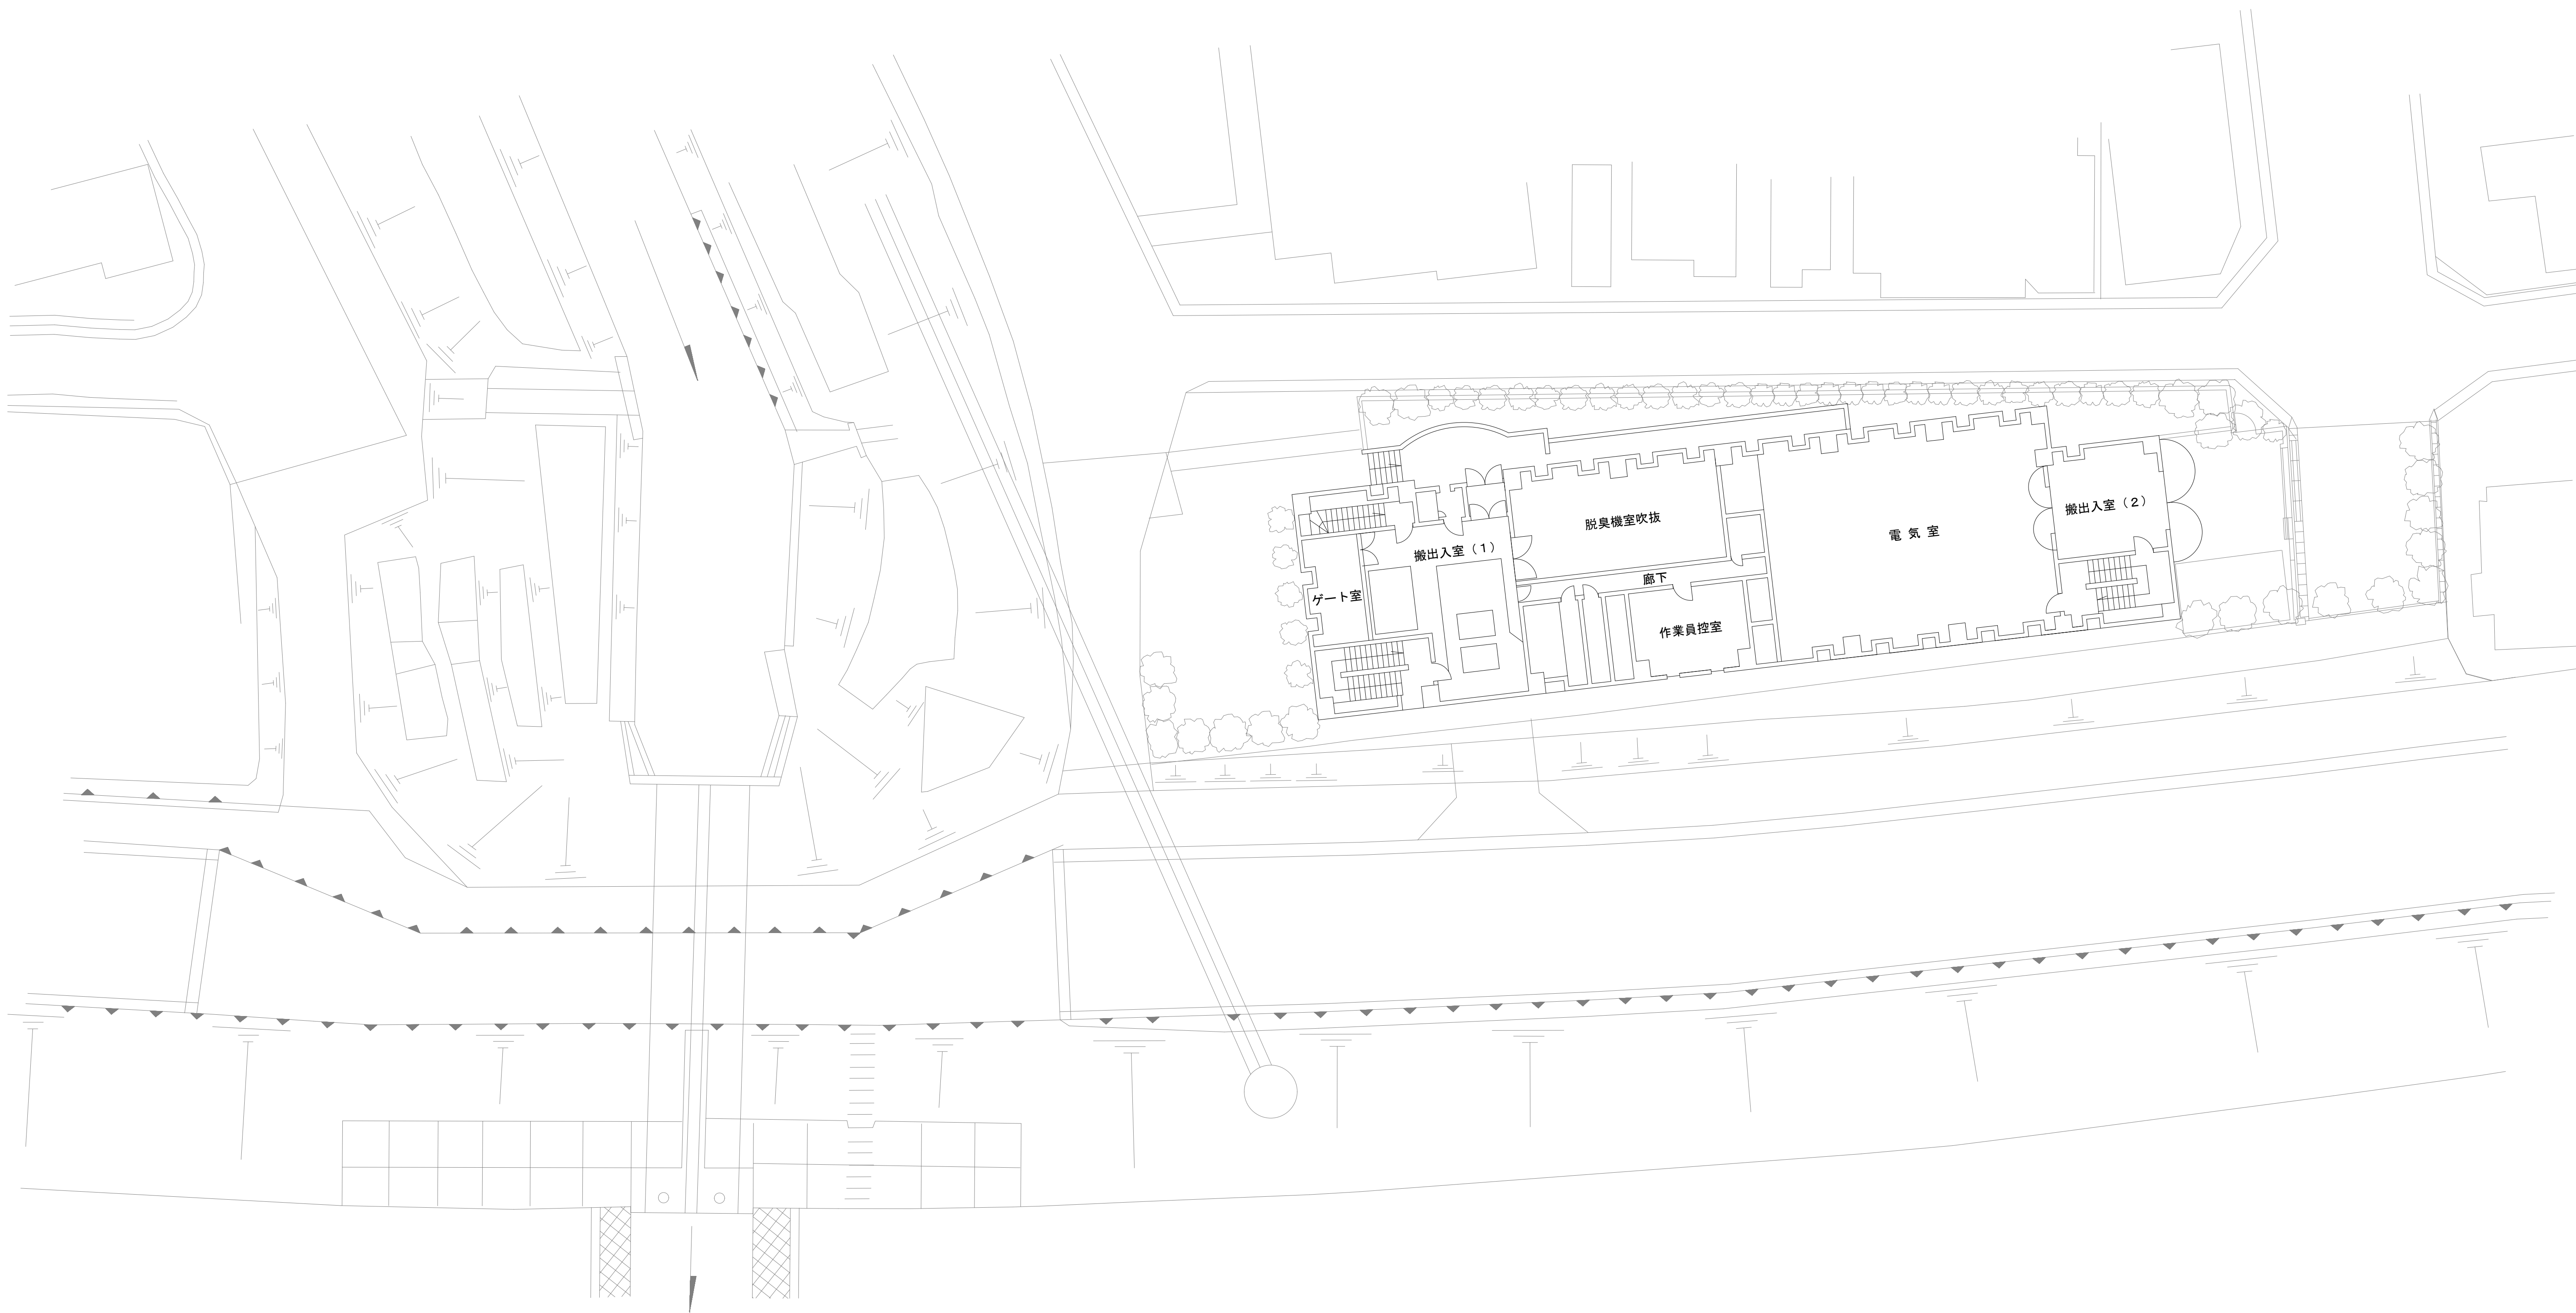 搬出入室（２）
脱臭機室吹抜
電 気 室
搬出入室（１）
廊下
ゲート室
作業員控室